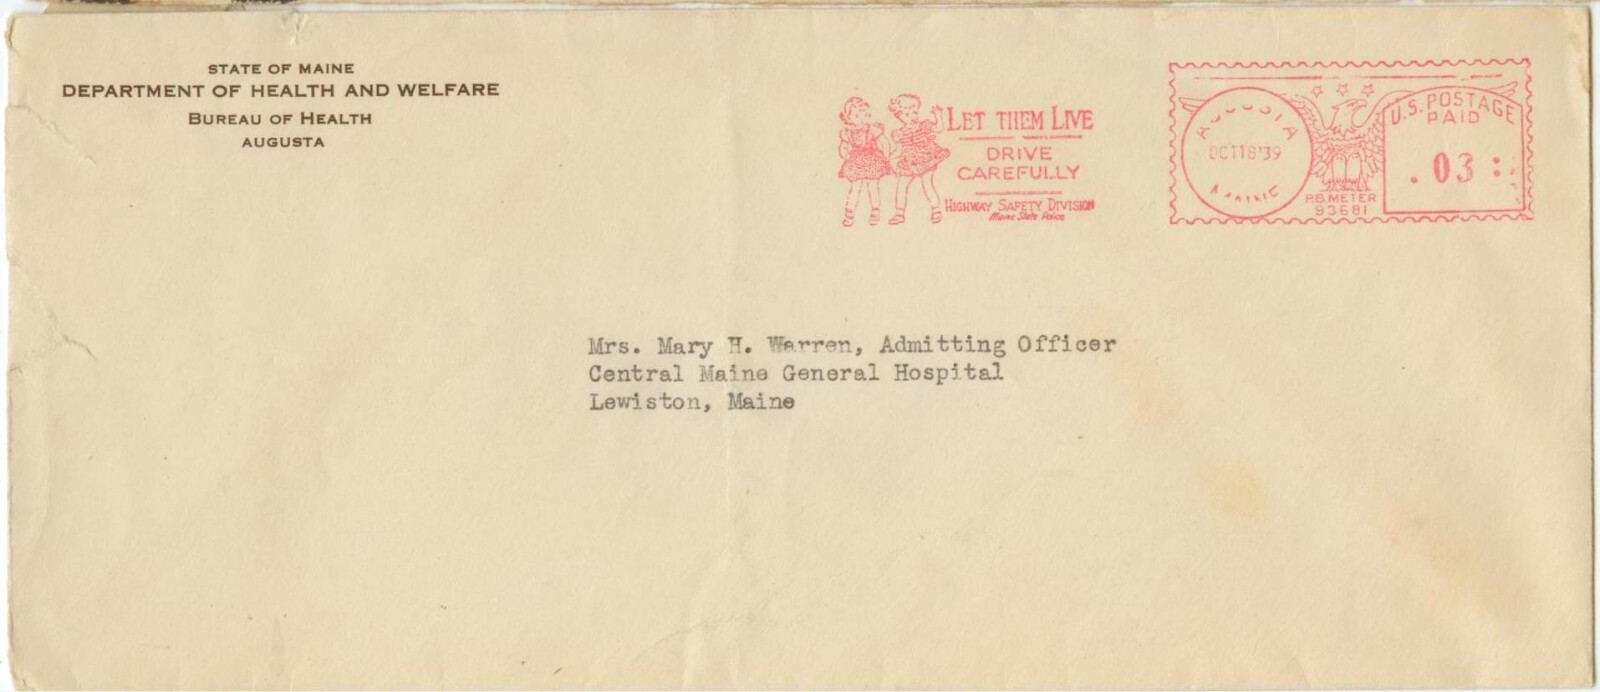 STATE OF MAINE
DEPARTMENT OF HEALTH AND WELFARE
BUREAU OF HEALTH
AUGUSTA
LET THEM LIVE
DRIVE
CAREFULLY
HIGHWAY SAFETY DIVISION
Maine State Police
AUGUSTA
OCT 18 '39
MAINE
P.B. METER
93681
U.S. POSTAGE
PAID
.03:
Mrs. Mary H. Warren, Admitting Officer
Central Maine General Hospital
Lewiston, Maine